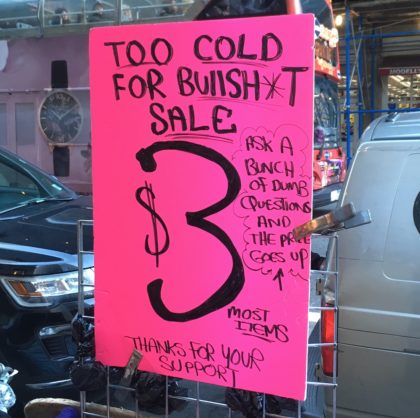 TOO COLD
FOR BUllSH*T
SALE
$3
ASK A
BUNCH
OF DUMB
QUESTIONS
AND
THE PRICE
GOES UP
MOST
ITEMS
THANKS FOR YOUR
SUPPORT